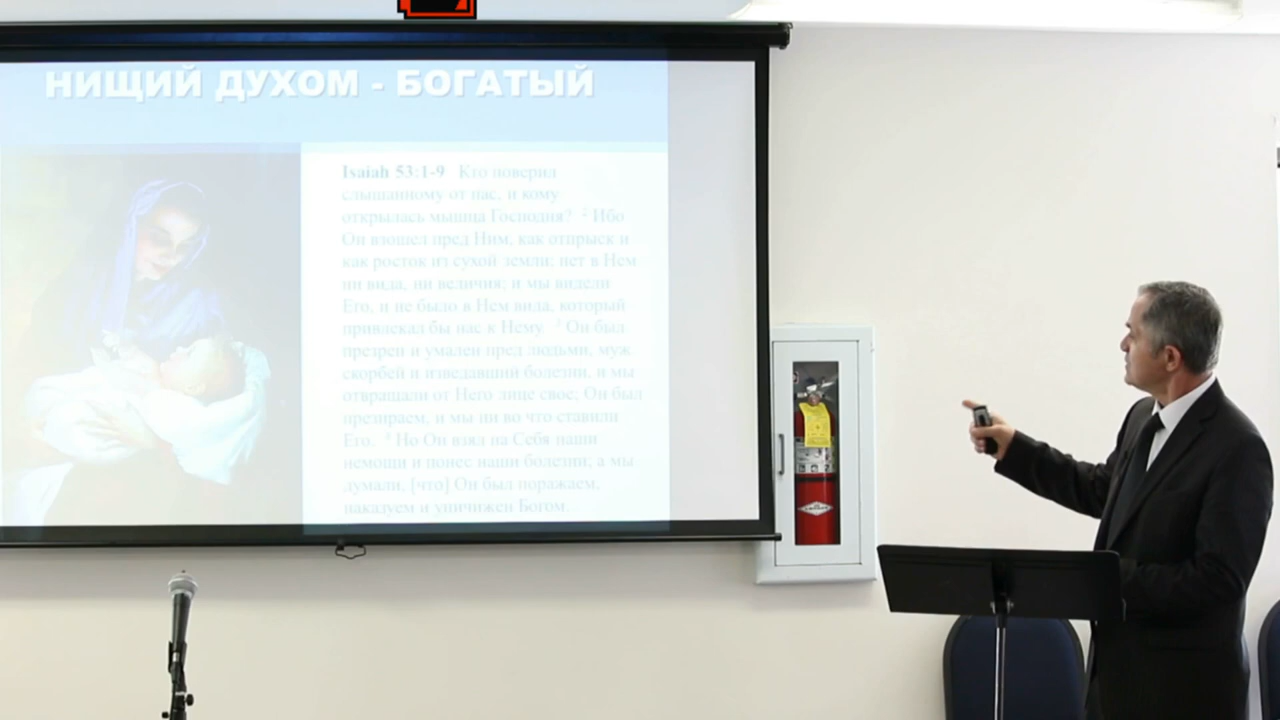 НИЩИЙ ДУХОМ - БОГАТЫЙ
Isaiah 53:1-9 Кто поверил
слышанному от нас, и кому
открылась мышца Господня? 2 Ибо
Он взошел пред Ним, как отпрыск и
как росток из сухой земли; нет в Нем
ни вида, ни величия; и мы видели
Его, и не было в Нем вида, который
привлекал бы нас к Нему. 3 Он был
презрен и умален пред людьми, муж
скорбей и изведавший болезни, и мы
отвращали от Него лице свое; Он был
презираем, и мы ни во что ставили
Его. 4 Но Он взял на Себя наши
немощи и понес наши болезни; а мы
думали, [что] Он был поражаем,
наказуем и уничижен Богом.